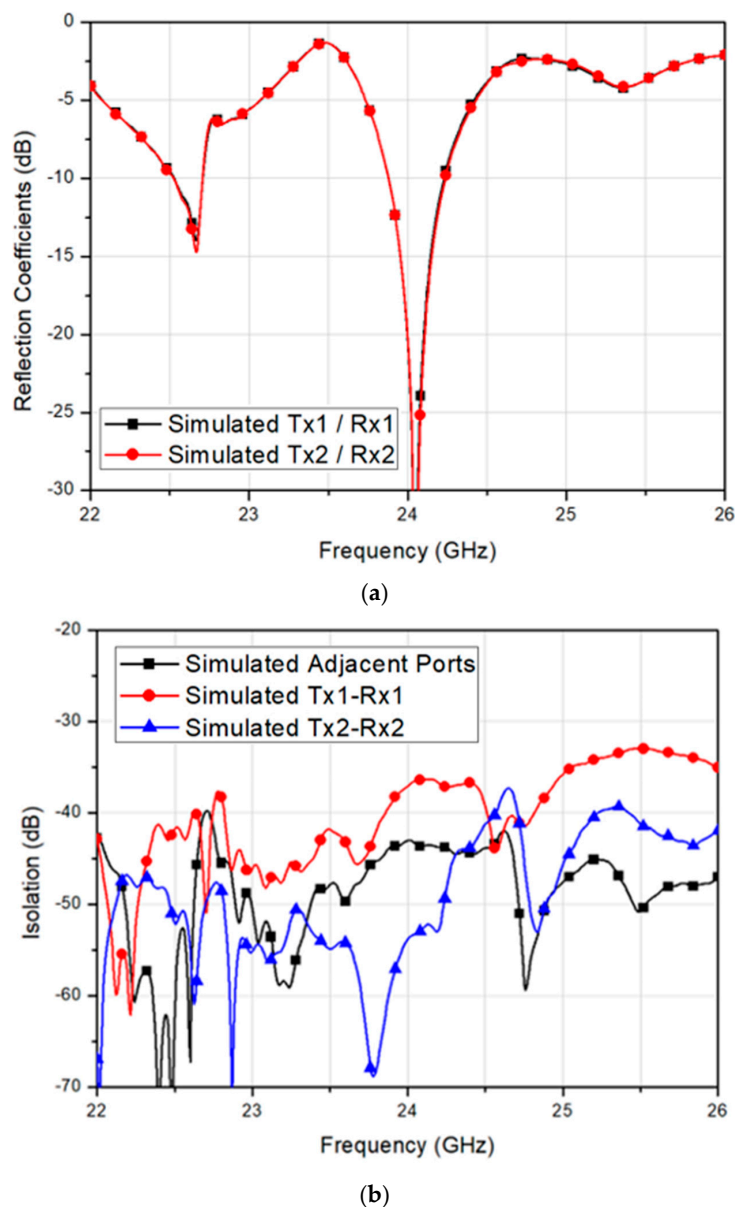 0
-5
-10
-15
-20
-25
-30
Reflection Coefficients (dB)
Simulated Tx1 / Rx1
Simulated Tx2 / Rx2
22 23 24 25 26
Frequency (GHz)
(a)
-20
-30
-40
-50
-60
-70
Isolation (dB)
Simulated Adjacent Ports
Simulated Tx1-Rx1
Simulated Tx2-Rx2
22 23 24 25 26
Frequency (GHz)
(b)